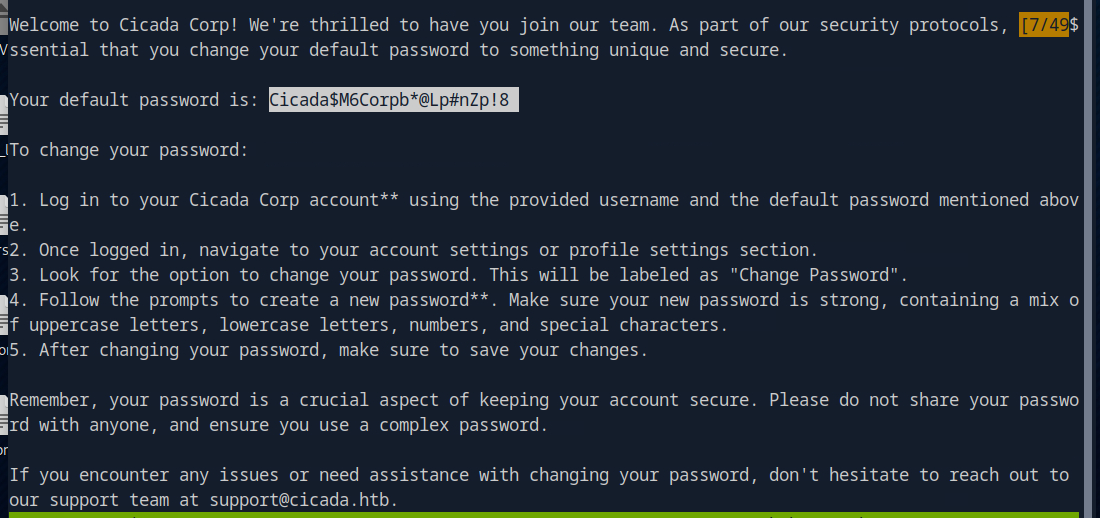 Welcome to Cicada Corp! We're thrilled to have you join our team. As part of our security protocols, [7/49$
ssential that you change your default password to something unique and secure.
Your default password is: Cicada$M6Corpb*@Lp#nZp!8
To change your password:
1. Log in to your Cicada Corp account** using the provided username and the default password mentioned abov
e.
2. Once logged in, navigate to your account settings or profile settings section.
3. Look for the option to change your password. This will be labeled as "Change Password".
4. Follow the prompts to create a new password**. Make sure your new password is strong, containing a mix o
f uppercase letters, lowercase letters, numbers, and special characters.
5. After changing your password, make sure to save your changes.
Remember, your password is a crucial aspect of keeping your account secure. Please do not share your passwo
rd with anyone, and ensure you use a complex password.
If you encounter any issues or need assistance with changing your password, don't hesitate to reach out to
our support team at support@cicada.htb.